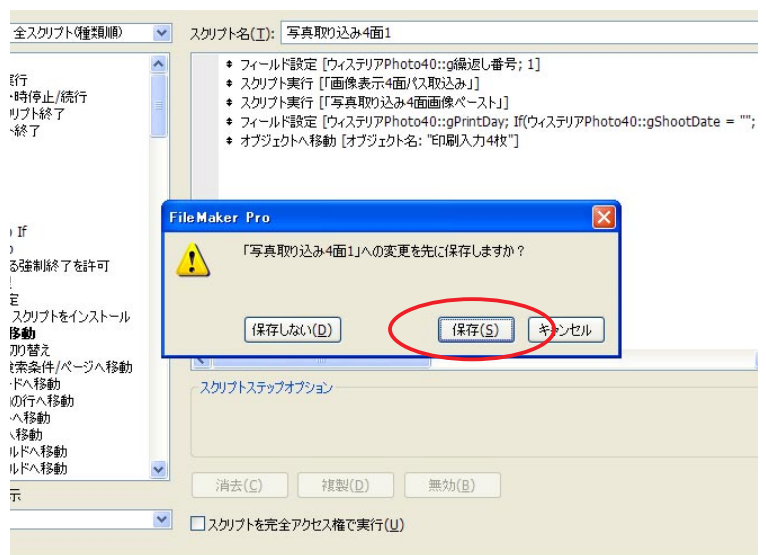 全スクリプト(種類順)
スクリプト名(T): 写真取り込み4面1
フィールド設定 [ウィステリアPhoto40::g繰返し番号; 1]
スクリプト実行 [「画像表示4面パス取込み」]
スクリプト実行 [「写真取り込み4面画像ペースト」]
フィールド設定 [ウィステリアPhoto40::gPrintDay; If(ウィステリアPhoto40::gShootDate = "";
オブジェクトへ移動 [オブジェクト名: "印刷入力4枚"]
実行
時停止/続行
リプト終了
終了
If
る強制終了を許可
定
スクリプトをインストール
移動
切り替え
検索条件/ページへ移動
ドへ移動
の行へ移動
へ移動
へ移動
ルドへ移動
ルドへ移動
示
FileMaker Pro
「写真取り込み4面1」への変更を先に保存しますか?
保存しない(D)
保存(S)
キャンセル
スクリプトステップオプション
消去(C)
複製(D)
無効(B)
スクリプトを完全アクセス権で実行(U)